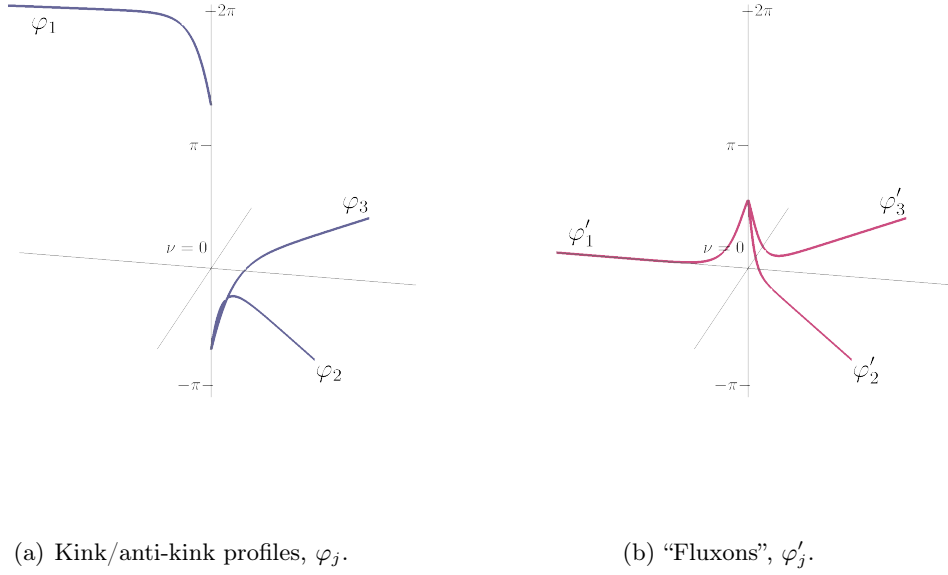 φ₁
2π
π
φ₃
ν = 0
φ₂
−π
(a) Kink/anti-kink profiles, φⱼ.
2π
π
φ′₁
φ′₃
ν = 0
φ′₂
−π
(b) “Fluxons”, φ′ⱼ.